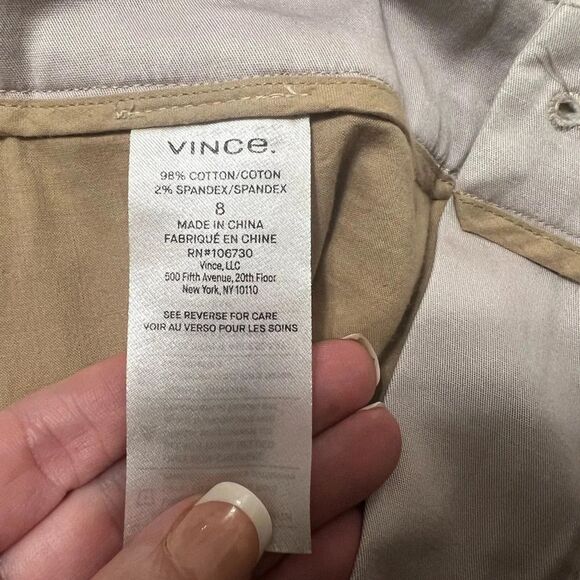 VINCE.
98% COTTON/COTON
2% SPANDEX/SPANDEX
8
MADE IN CHINA
FABRIQUÉ EN CHINE
RN#106730
Vince, LLC
500 Fifth Avenue, 20th Floor
New York, NY 10110
SEE REVERSE FOR CARE
VOIR AU VERSO POUR LES SOINS